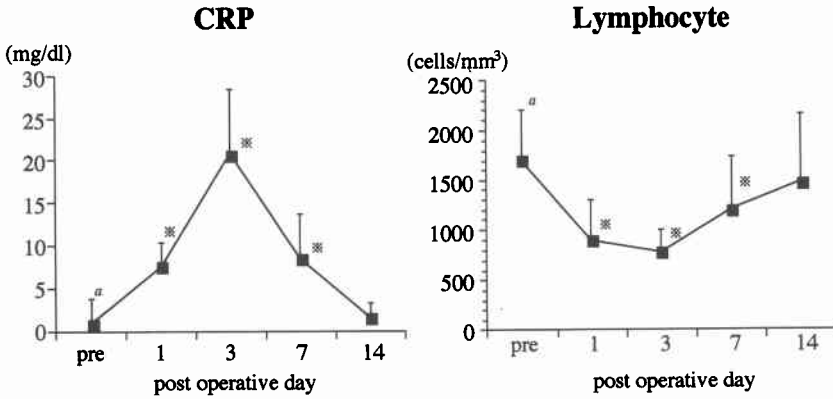 CRP
(mg/dl)
30
25
20
15
10
5
0
a
※
※
※
pre 1 3 7 14
post operative day
Lymphocyte
(cells/mm³)
2500
2000
1500
1000
500
0
a
※
※
※
pre 1 3 7 14
post operative day